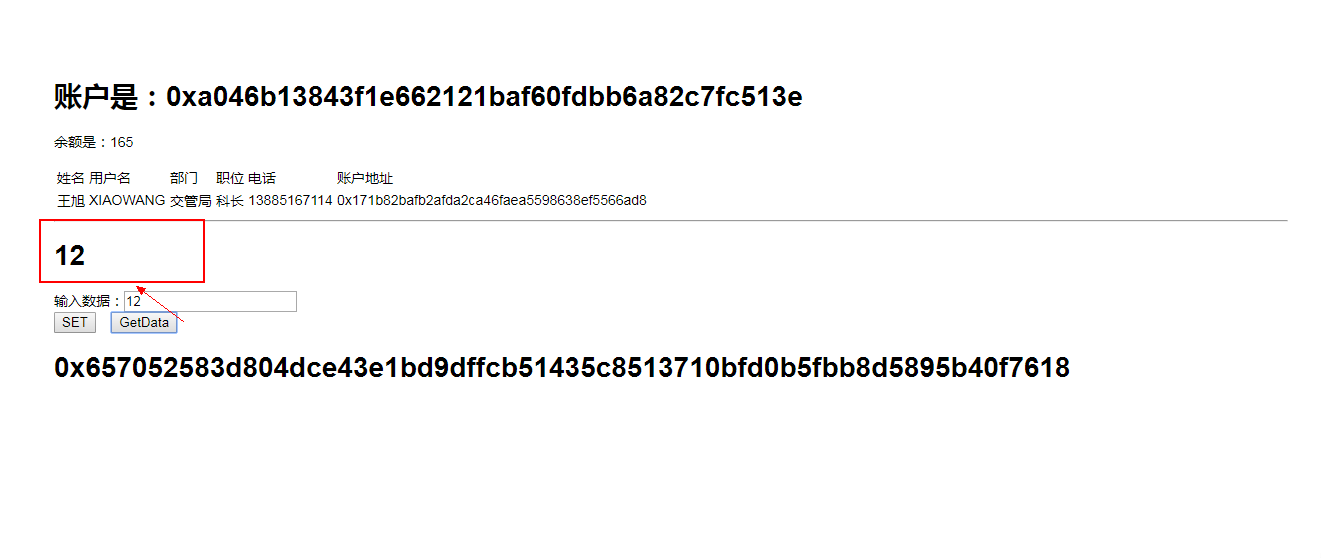 账户是：0xa046b13843f1e662121baf60fdbb6a82c7fc513e
余额是：165
姓名 用户名 部门 职位 电话 账户地址
王旭 XIAOWANG 交管局 科长 13885167114 0x171b82bafb2afda2ca46faea5598638ef5566ad8
12
输入数据：12
SET GetData
0x657052583d804dce43e1bd9dffcb51435c8513710bfd0b5fbb8d5895b40f7618